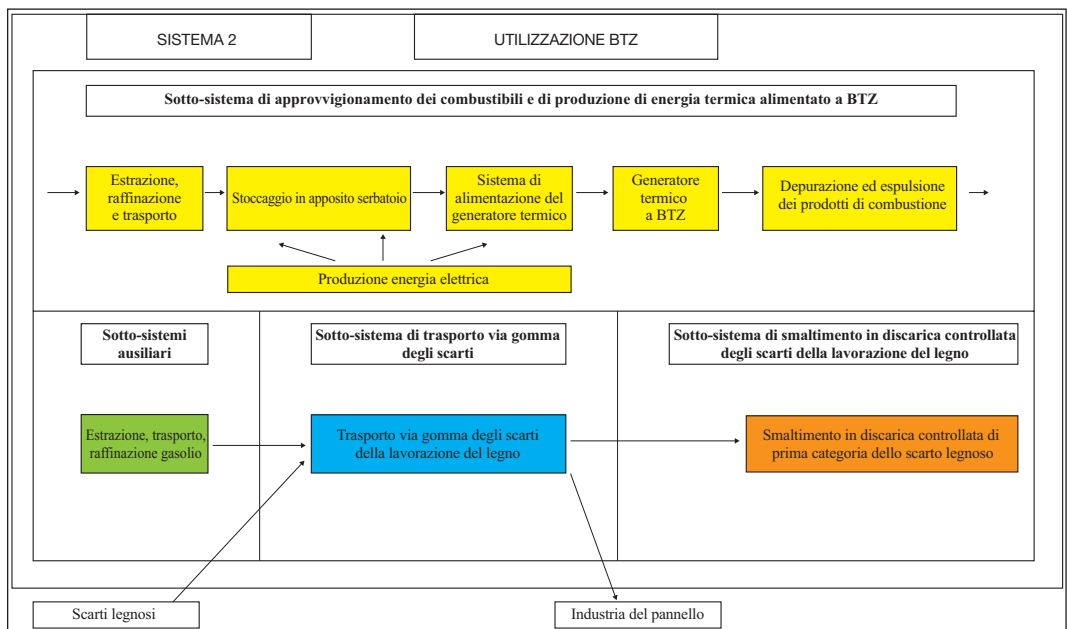 SISTEMA 2
UTILIZZAZIONE BTZ
Sotto-sistema di approvvigionamento dei combustibili e di produzione di energia termica alimentato a BTZ
Estrazione,
raffinazione
e trasporto
Stoccaggio in apposito serbatoio
Sistema di
alimentazione del
generatore termico
Generatore
termico
a BTZ
Depurazione ed espulsione
dei prodotti di combustione
Produzione energia elettrica
Sotto-sistemi
ausiliari
Sotto-sistema di trasporto via gomma
degli scarti
Sotto-sistema di smaltimento in discarica controllata
degli scarti della lavorazione del legno
Estrazione, trasporto,
raffinazione gasolio
Trasporto via gomma degli scarti
della lavorazione del legno
Smaltimento in discarica controllata di
prima categoria dello scarto legnoso
Scarti legnosi
Industria del pannello